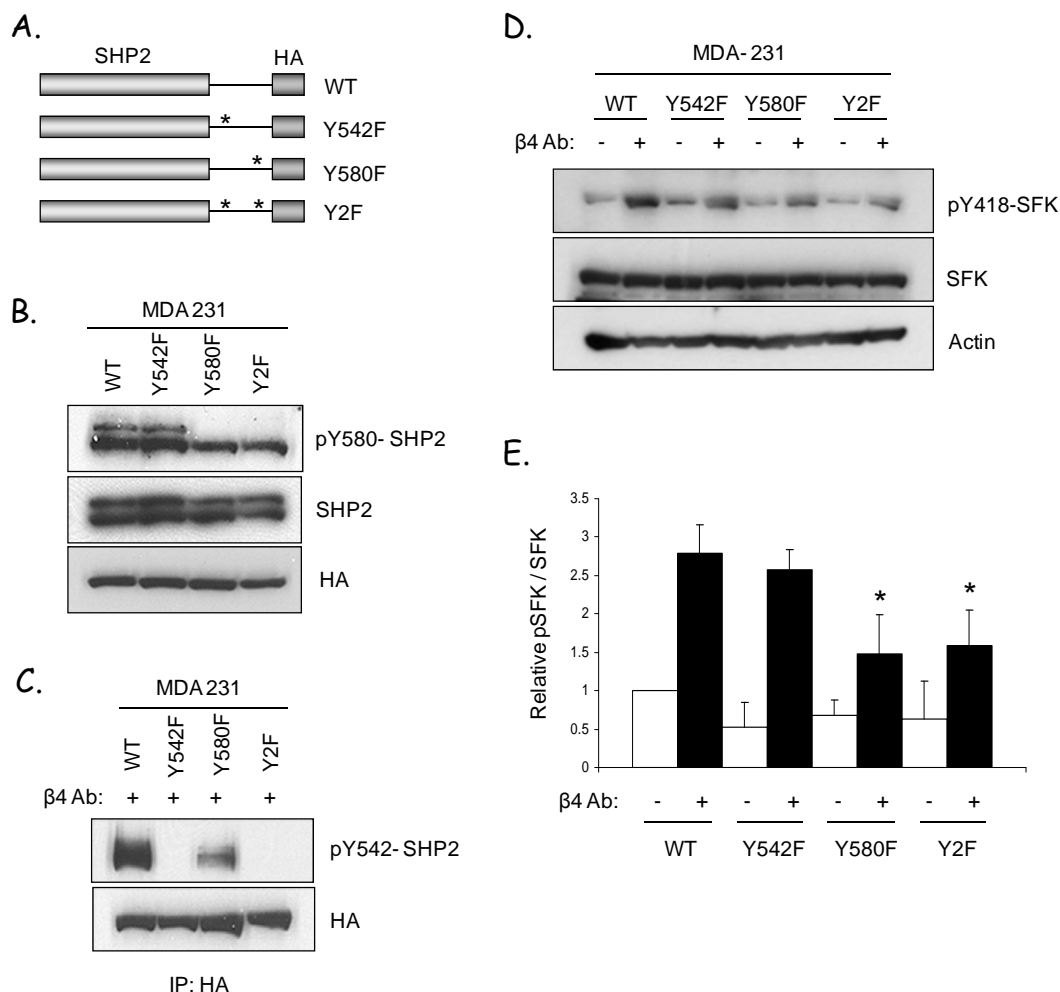 A.
SHP2 HA
WT
* Y542F
* Y580F
* * Y2F
B.
MDA 231
WT Y542F Y580F Y2F
pY580- SHP2
SHP2
HA
C.
MDA 231
WT Y542F Y580F Y2F
β4 Ab: + + + +
pY542- SHP2
HA
IP: HA
D.
MDA- 231
WT Y542F Y580F Y2F
β4 Ab: - + - + - + - +
pY418-SFK
SFK
Actin
E.
Relative pSFK / SFK
3.5
3
2.5
2
1.5
1
0.5
0
* *
β4 Ab: - + - + - + - +
WT Y542F Y580F Y2F